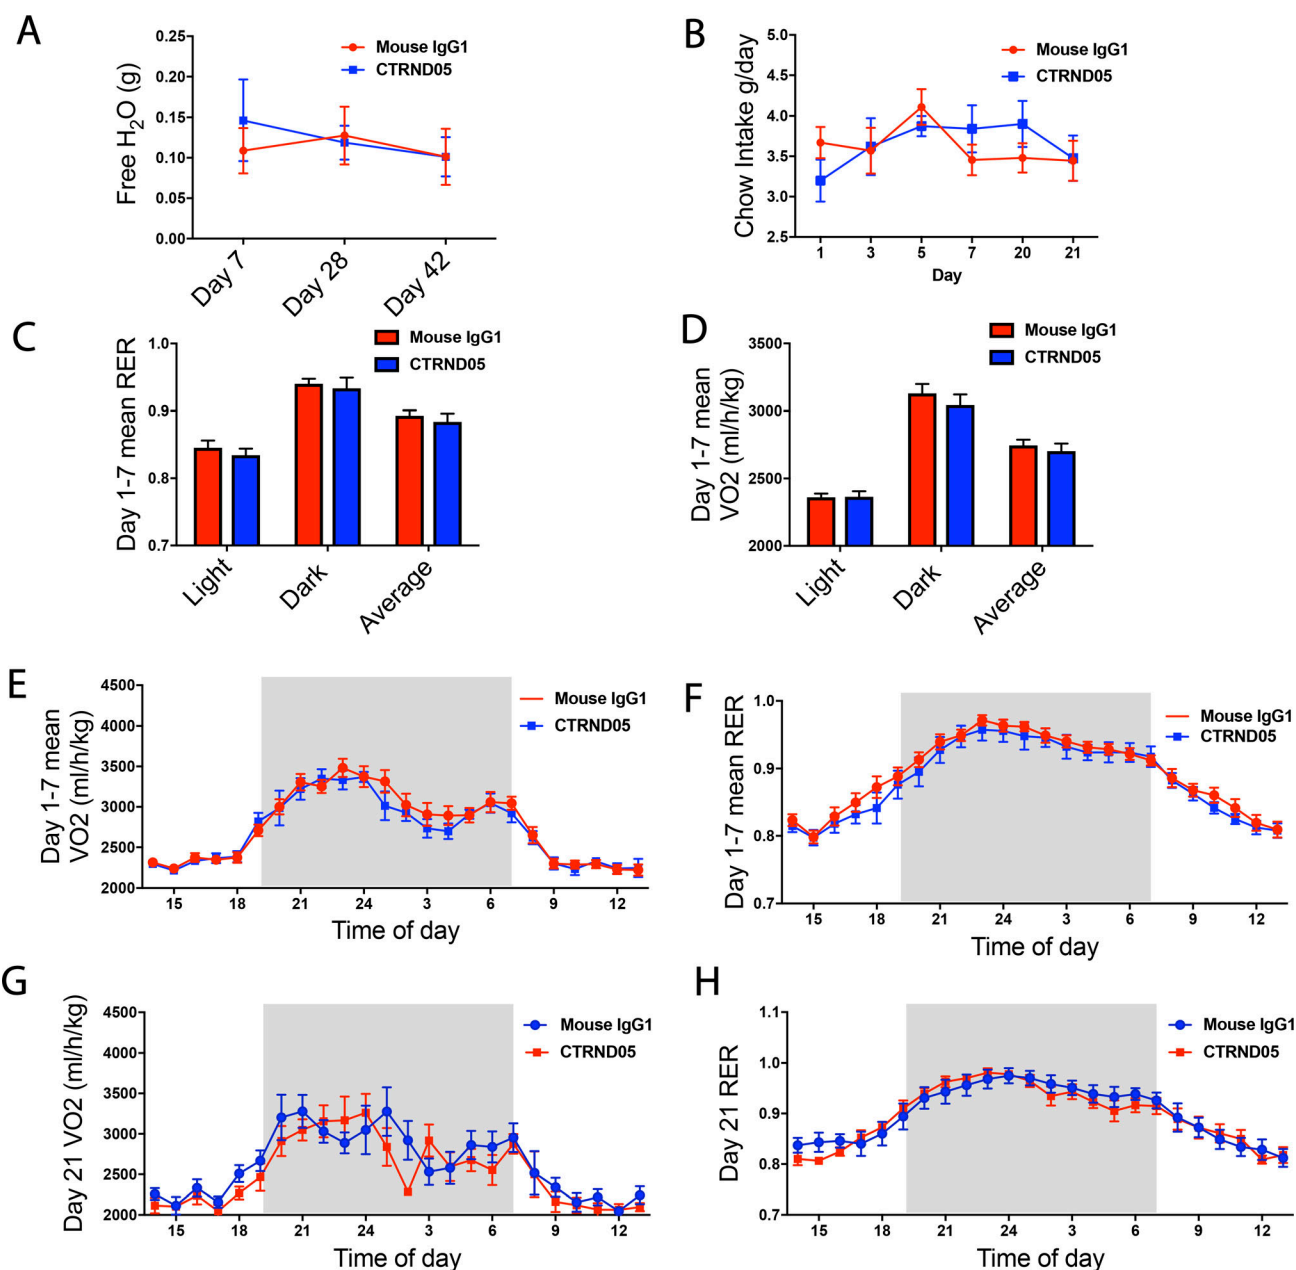 A
Free H2O (g)
0.25
0.20
0.15
0.10
0.05
0.00
Mouse IgG1
CTRND05
Day 7
Day 28
Day 42
B
Chow Intake g/day
5.0
4.5
4.0
3.5
3.0
2.5
Mouse IgG1
CTRND05
1 3 5 7 20 21
Day
C
Day 1-7 mean RER
1.0
0.9
0.8
0.7
Mouse IgG1
CTRND05
Light
Dark
Average
D
Day 1-7 mean
VO2 (ml/h/kg)
3500
3000
2500
2000
Mouse IgG1
CTRND05
Light
Dark
Average
E
Day 1-7 mean
VO2 (ml/h/kg)
4500
4000
3500
3000
2500
2000
Mouse IgG1
CTRND05
15 18 21 24 3 6 9 12
Time of day
F
Day 1-7 mean RER
1.0
0.9
0.8
0.7
Mouse IgG1
CTRND05
15 18 21 24 3 6 9 12
Time of day
G
Day 21 VO2 (ml/h/kg)
4500
4000
3500
3000
2500
2000
Mouse IgG1
CTRND05
15 18 21 24 3 6 9 12
Time of day
H
Day 21 RER
1.1
1.0
0.9
0.8
0.7
Mouse IgG1
CTRND05
15 18 21 24 3 6 9 12
Time of day